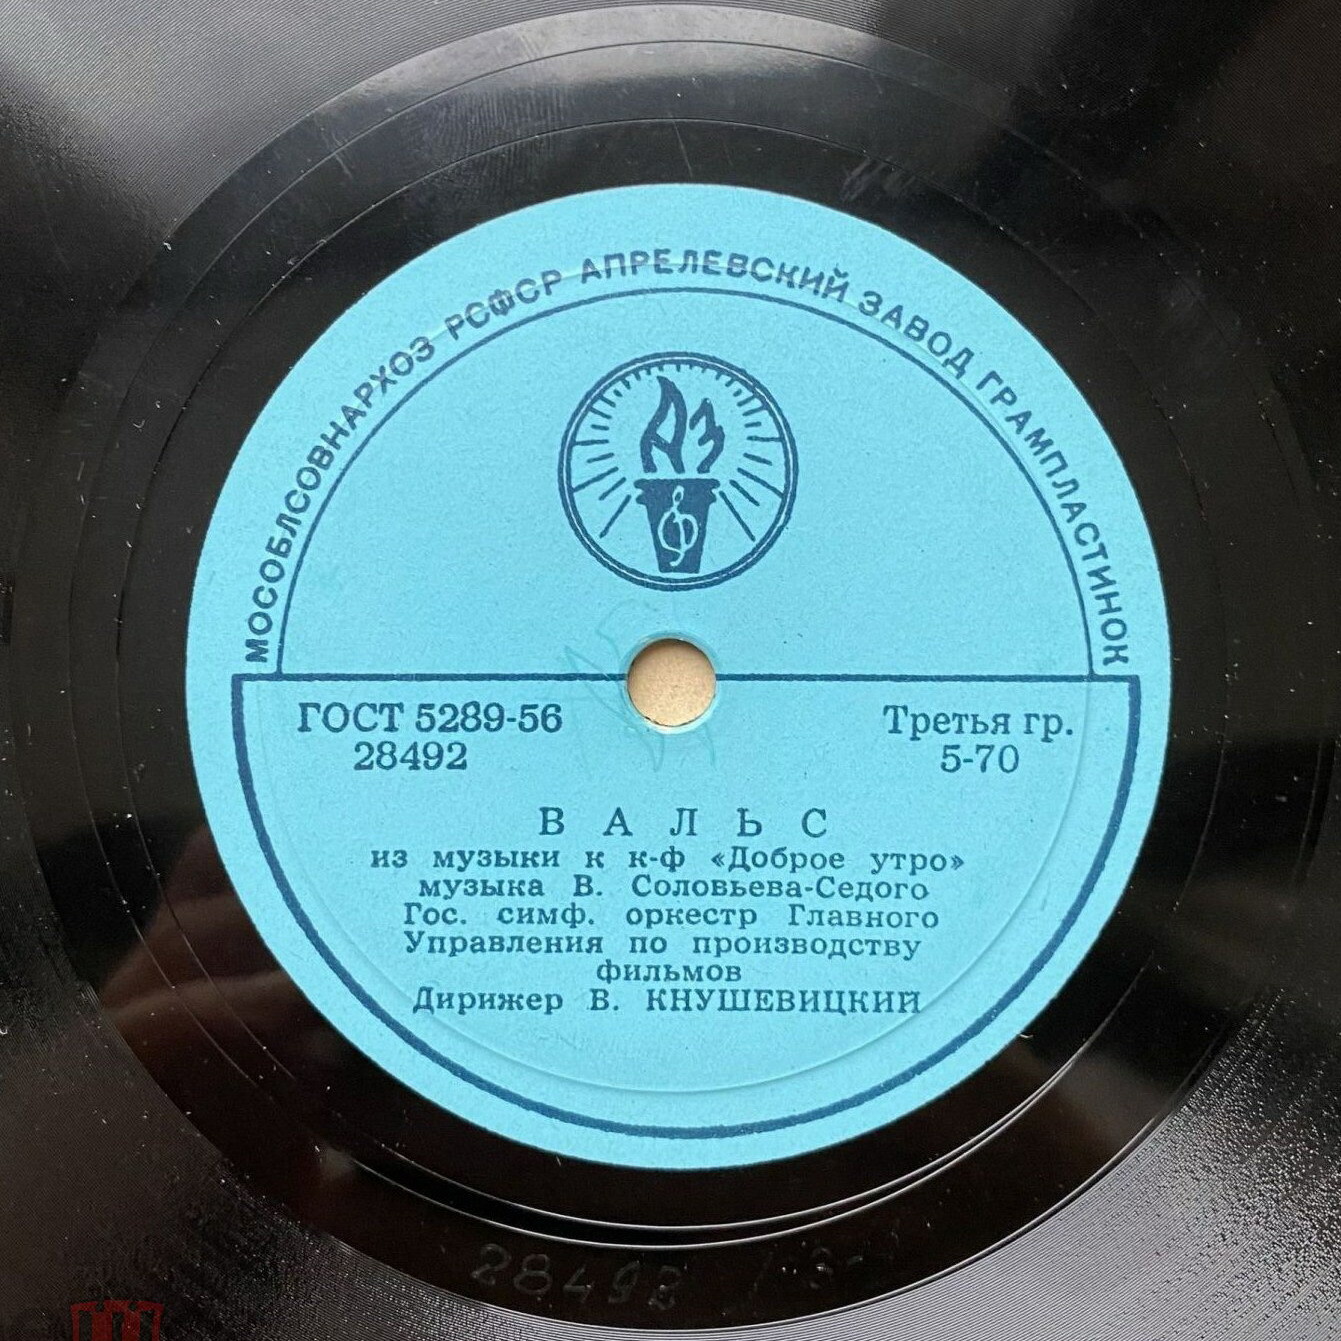 МОСОБЛСОВНАРХОЗ РСФСР АПРЕЛЕВСКИЙ ЗАВОД ГРАМПЛАСТИНОК
АЗ
ГОСТ 5289-56
28492
Третья гр.
5-70
ВАЛЬС
из музыки к к-ф «Доброе утро»
музыка В. Соловьева-Седого
Гос. симф. оркестр Главного
Управления по производству
фильмов
Дирижер В. КНУШЕВИЦКИЙ
28492